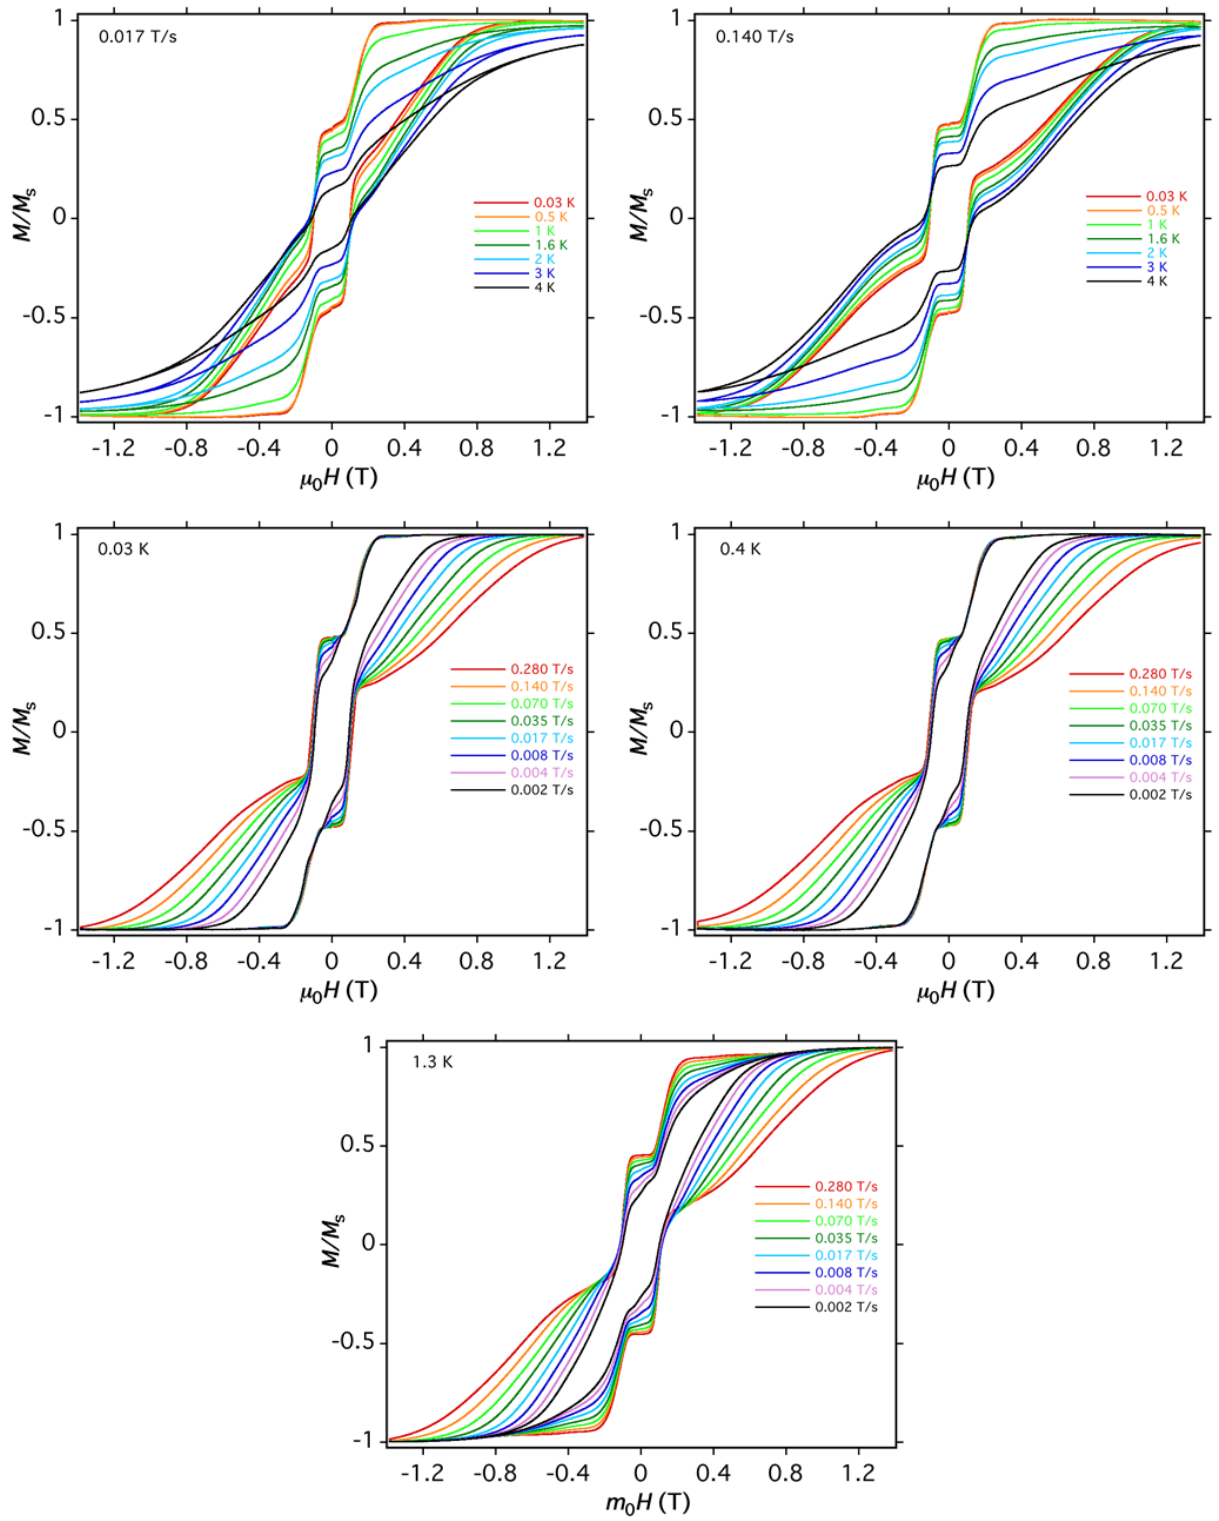 0.017 T/s
1
0.5
0
-0.5
-1
M/Ms
0.03 K
0.5 K
1 K
1.6 K
2 K
3 K
4 K
-1.2 -0.8 -0.4 0 0.4 0.8 1.2
μ0H (T)
0.140 T/s
1
0.5
0
-0.5
-1
M/Ms
0.03 K
0.5 K
1 K
1.6 K
2 K
3 K
4 K
-1.2 -0.8 -0.4 0 0.4 0.8 1.2
μ0H (T)
0.03 K
1
0.5
0
-0.5
-1
M/Ms
0.280 T/s
0.140 T/s
0.070 T/s
0.035 T/s
0.017 T/s
0.008 T/s
0.004 T/s
0.002 T/s
-1.2 -0.8 -0.4 0 0.4 0.8 1.2
μ0H (T)
0.4 K
1
0.5
0
-0.5
-1
M/Ms
0.280 T/s
0.140 T/s
0.070 T/s
0.035 T/s
0.017 T/s
0.008 T/s
0.004 T/s
0.002 T/s
-1.2 -0.8 -0.4 0 0.4 0.8 1.2
μ0H (T)
1.3 K
1
0.5
0
-0.5
-1
M/Ms
0.280 T/s
0.140 T/s
0.070 T/s
0.035 T/s
0.017 T/s
0.008 T/s
0.004 T/s
0.002 T/s
-1.2 -0.8 -0.4 0 0.4 0.8 1.2
m0H (T)